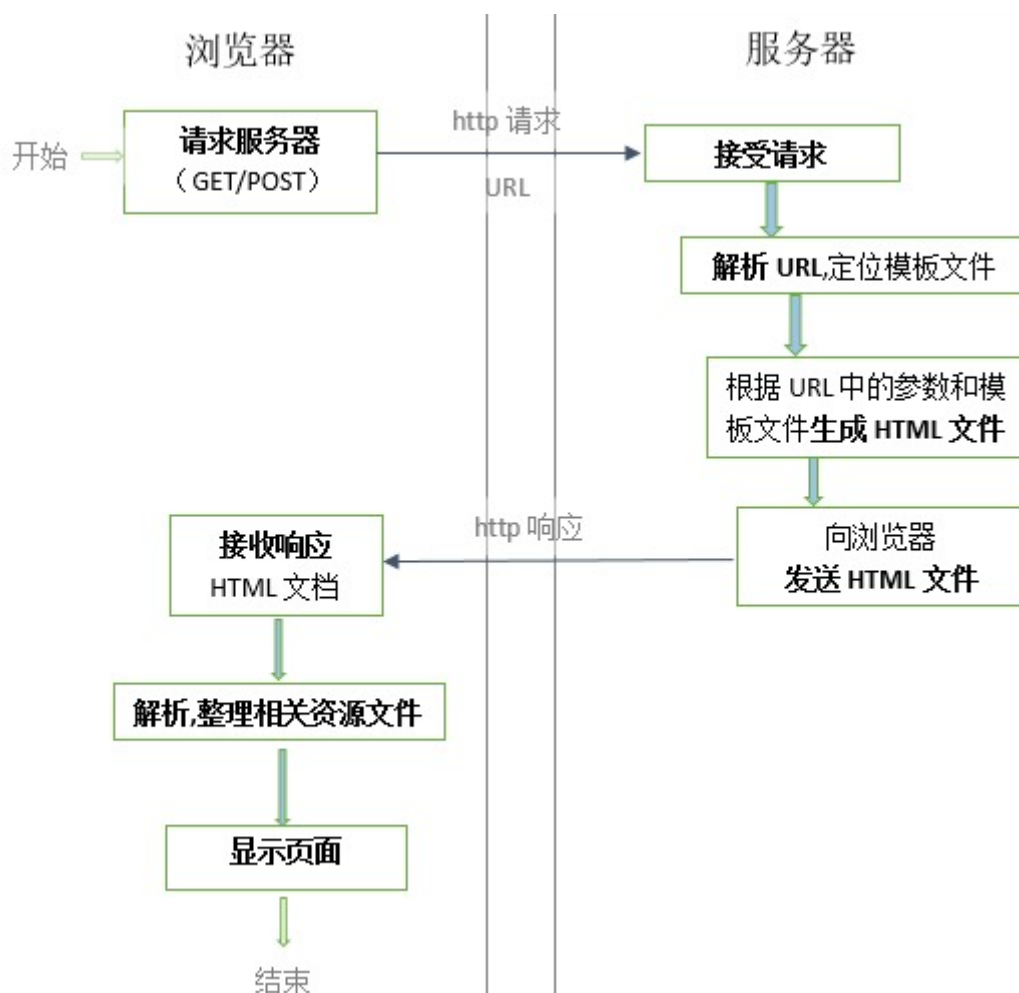 浏览器
服务器
开始
请求服务器
（GET/POST）
http 请求
URL
接受请求
解析 URL,定位模板文件
根据 URL 中的参数和模
板文件生成 HTML 文件
向浏览器
发送 HTML 文件
http 响应
接收响应
HTML 文档
解析,整理相关资源文件
显示页面
结束